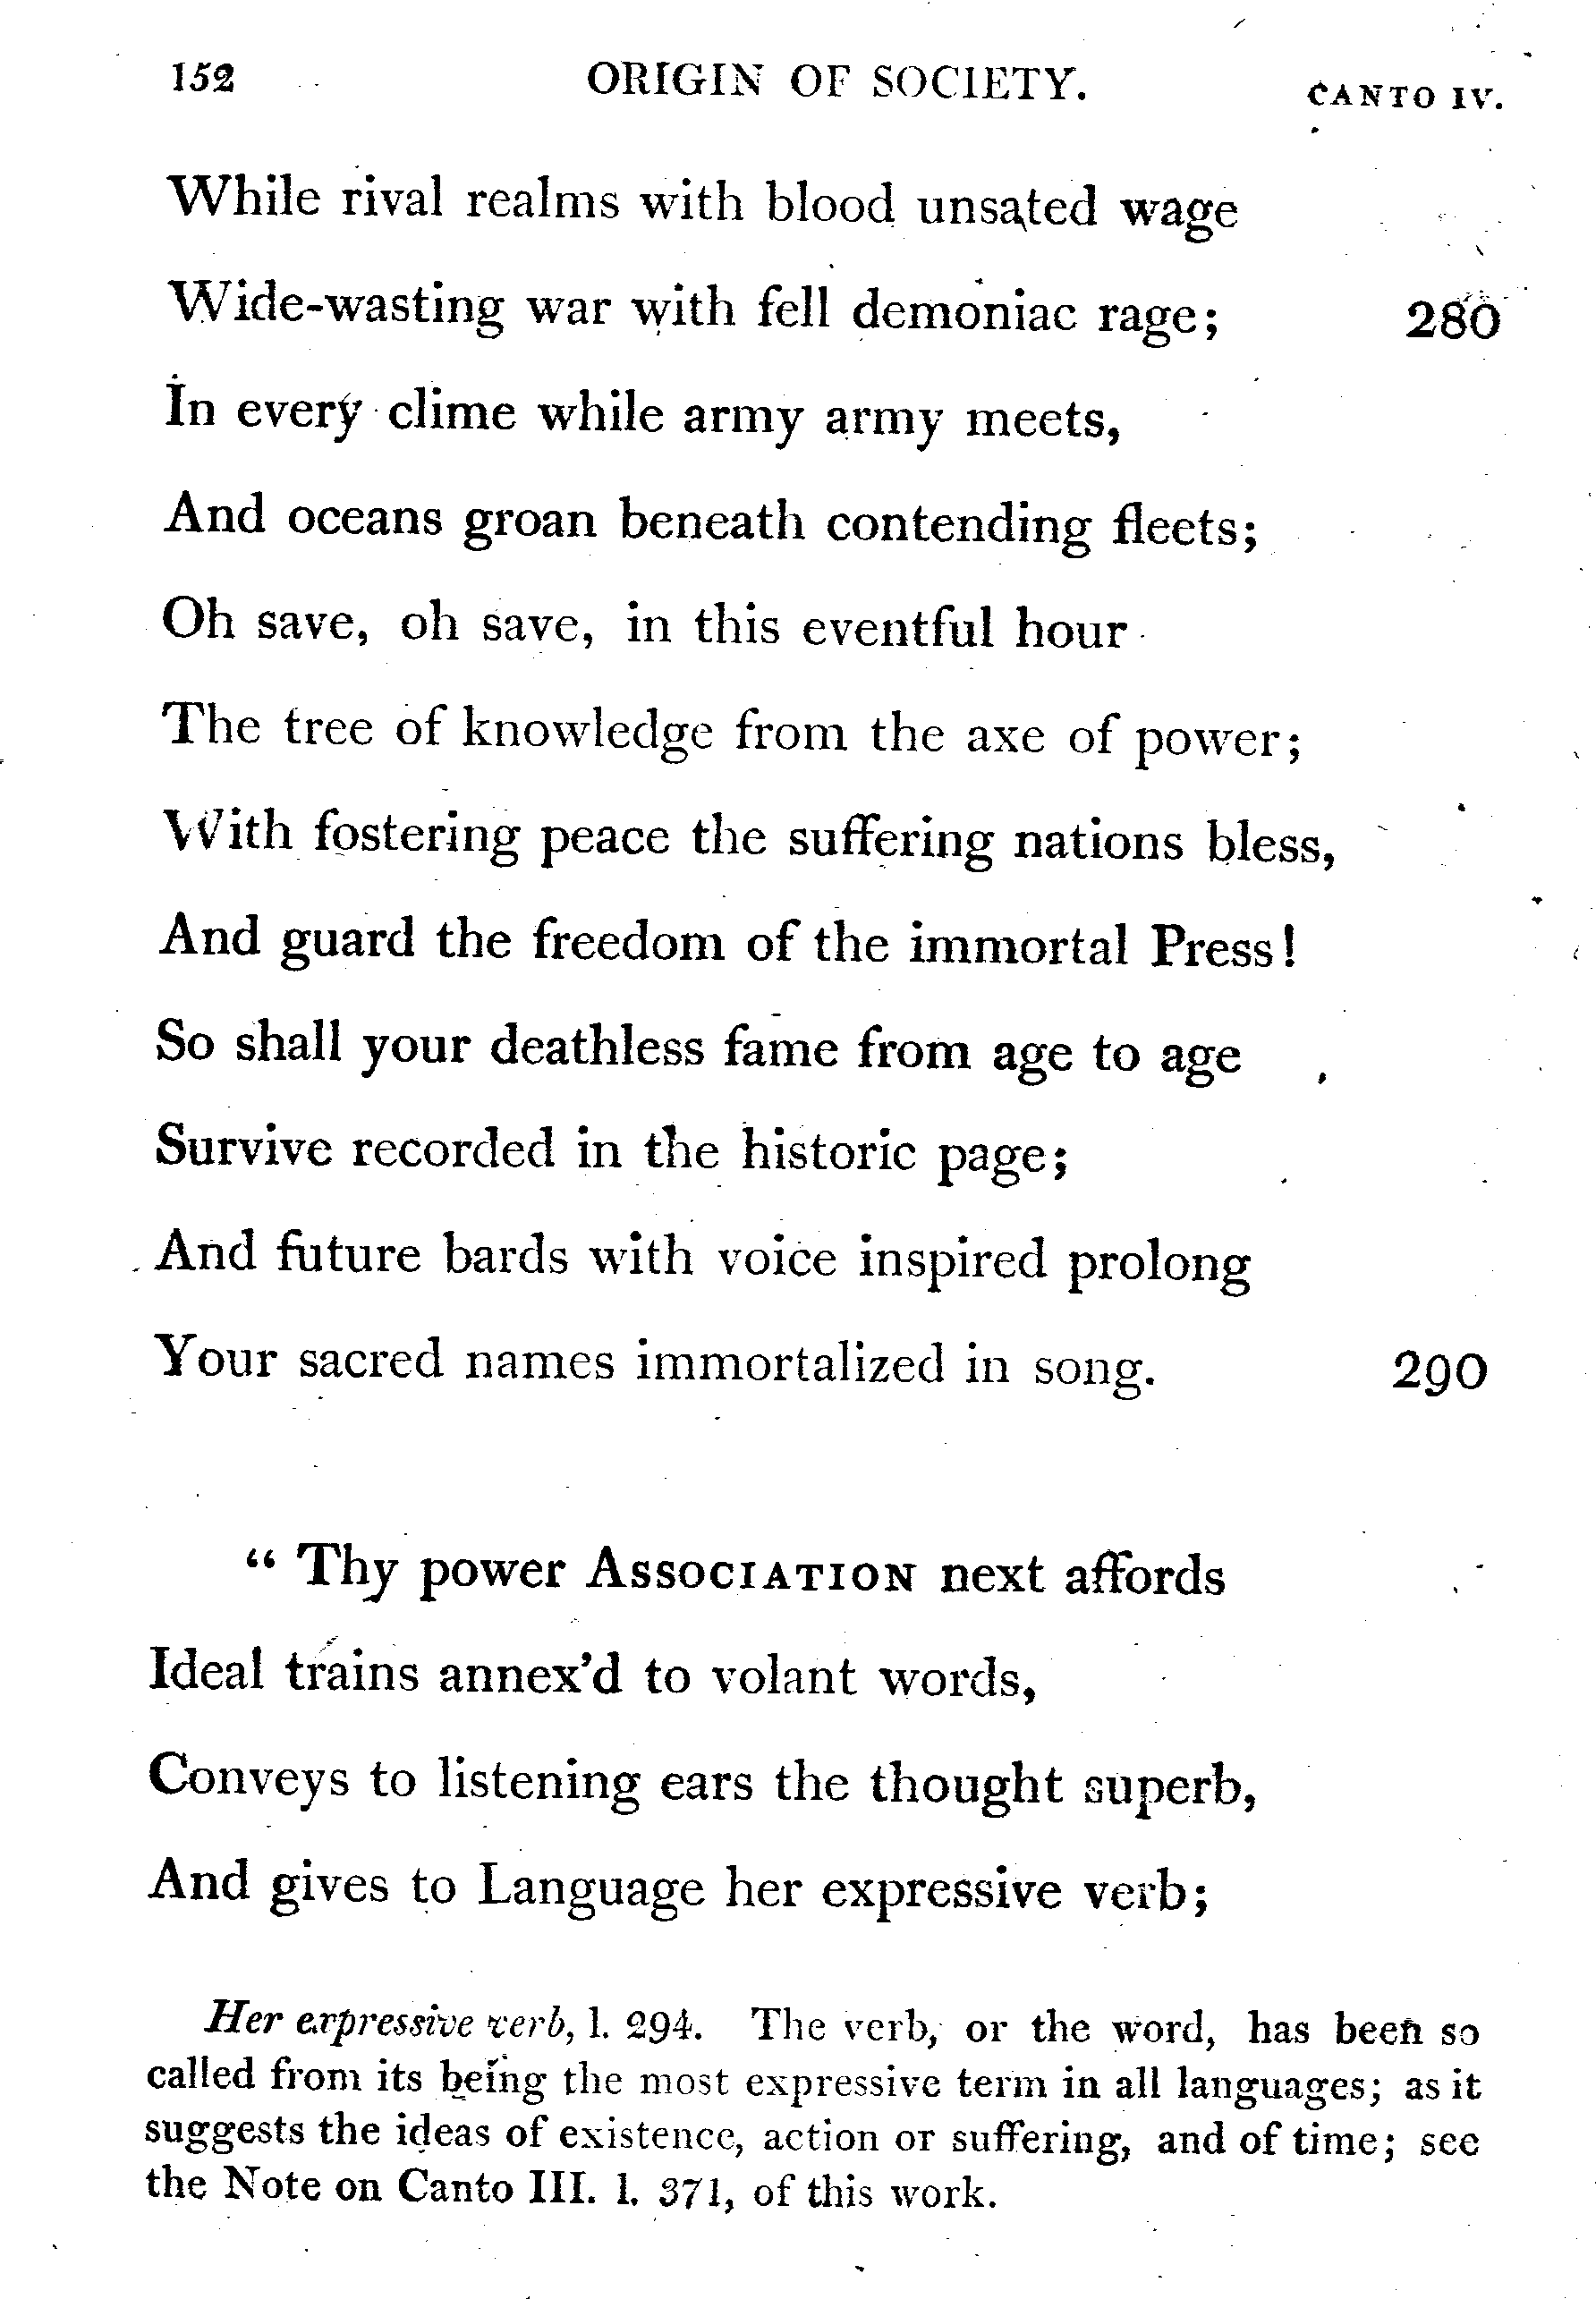 152 ORIGIN OF SOCIETY. CANTO IV.
While rival realms with blood unsated wage
Wide-wasting war with fell demoniac rage; 280
In every clime while army army meets,
And oceans groan beneath contending fleets;
Oh save, oh save, in this eventful hour
The tree of knowledge from the axe of power;
With fostering peace the suffering nations bless,
And guard the freedom of the immortal Press!
So shall your deathless fame from age to age
Survive recorded in the historic page;
And future bards with voice inspired prolong
Your sacred names immortalized in song. 290
“ Thy power ASSOCIATION next affords
Ideal trains annex’d to volant words,
Conveys to listening ears the thought superb,
And gives to Language her expressive verb;
Her expressive verb, l. 294. The verb, or the word, has been so
called from its being the most expressive term in all languages; as it
suggests the ideas of existence, action or suffering, and of time; see
the Note on Canto III. l. 371, of this work.